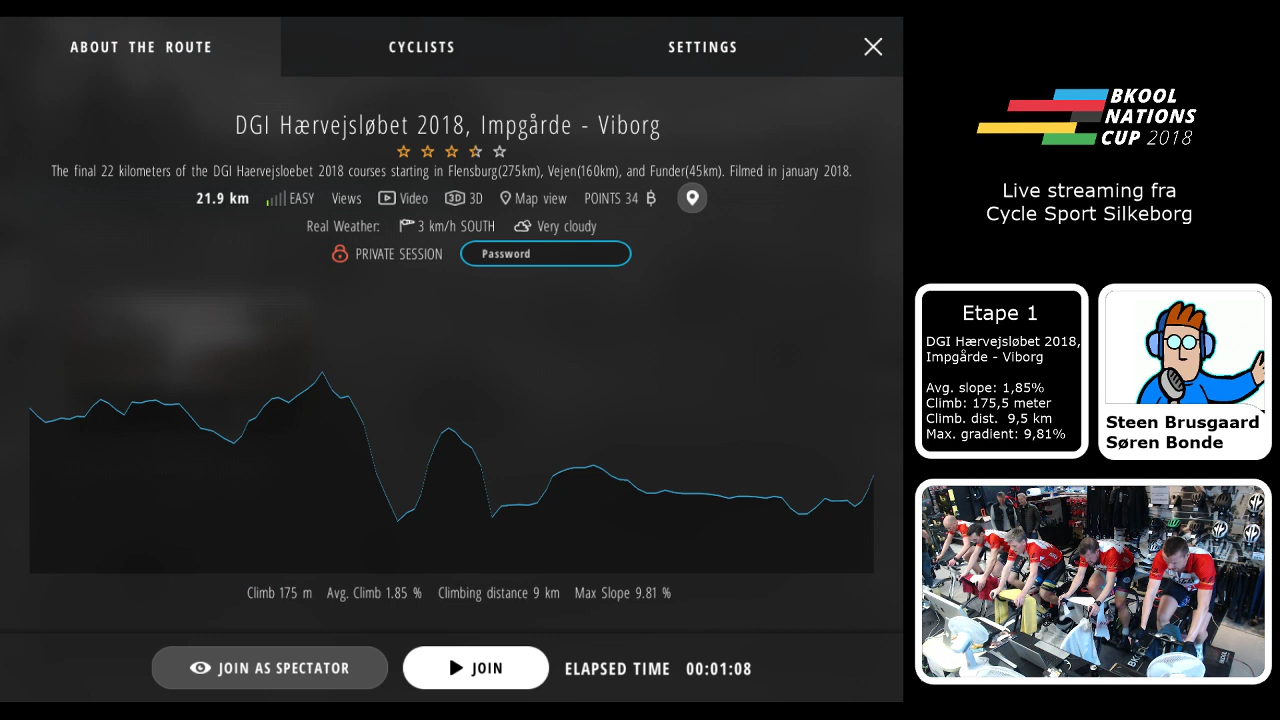 ABOUT THE ROUTE
CYCLISTS
SETTINGS
DGI Hærvejsløbet 2018, Impgårde - Viborg
The final 22 kilometers of the DGI Haervejsloebet 2018 courses starting in Flensburg(275km), Vejen(160km), and Funder(45km). Filmed in january 2018.
21.9 km EASY Views Video 3D 3D Map view POINTS 34
Real Weather: 3 km/h SOUTH Very cloudy
PRIVATE SESSION Password
Climb 175 m Avg. Climb 1.85 % Climbing distance 9 km Max Slope 9.81 %
JOIN AS SPECTATOR JOIN ELAPSED TIME 00:01:08
BKOOL
NATIONS
CUP 2018
Live streaming fra
Cycle Sport Silkeborg
Etape 1
DGI Hærvejsløbet 2018,
Impgårde - Viborg
Avg. slope: 1,85%
Climb: 175,5 meter
Climb. dist. 9,5 km
Max. gradient: 9,81%
Steen Brusgaard
Søren Bonde
BKOOL